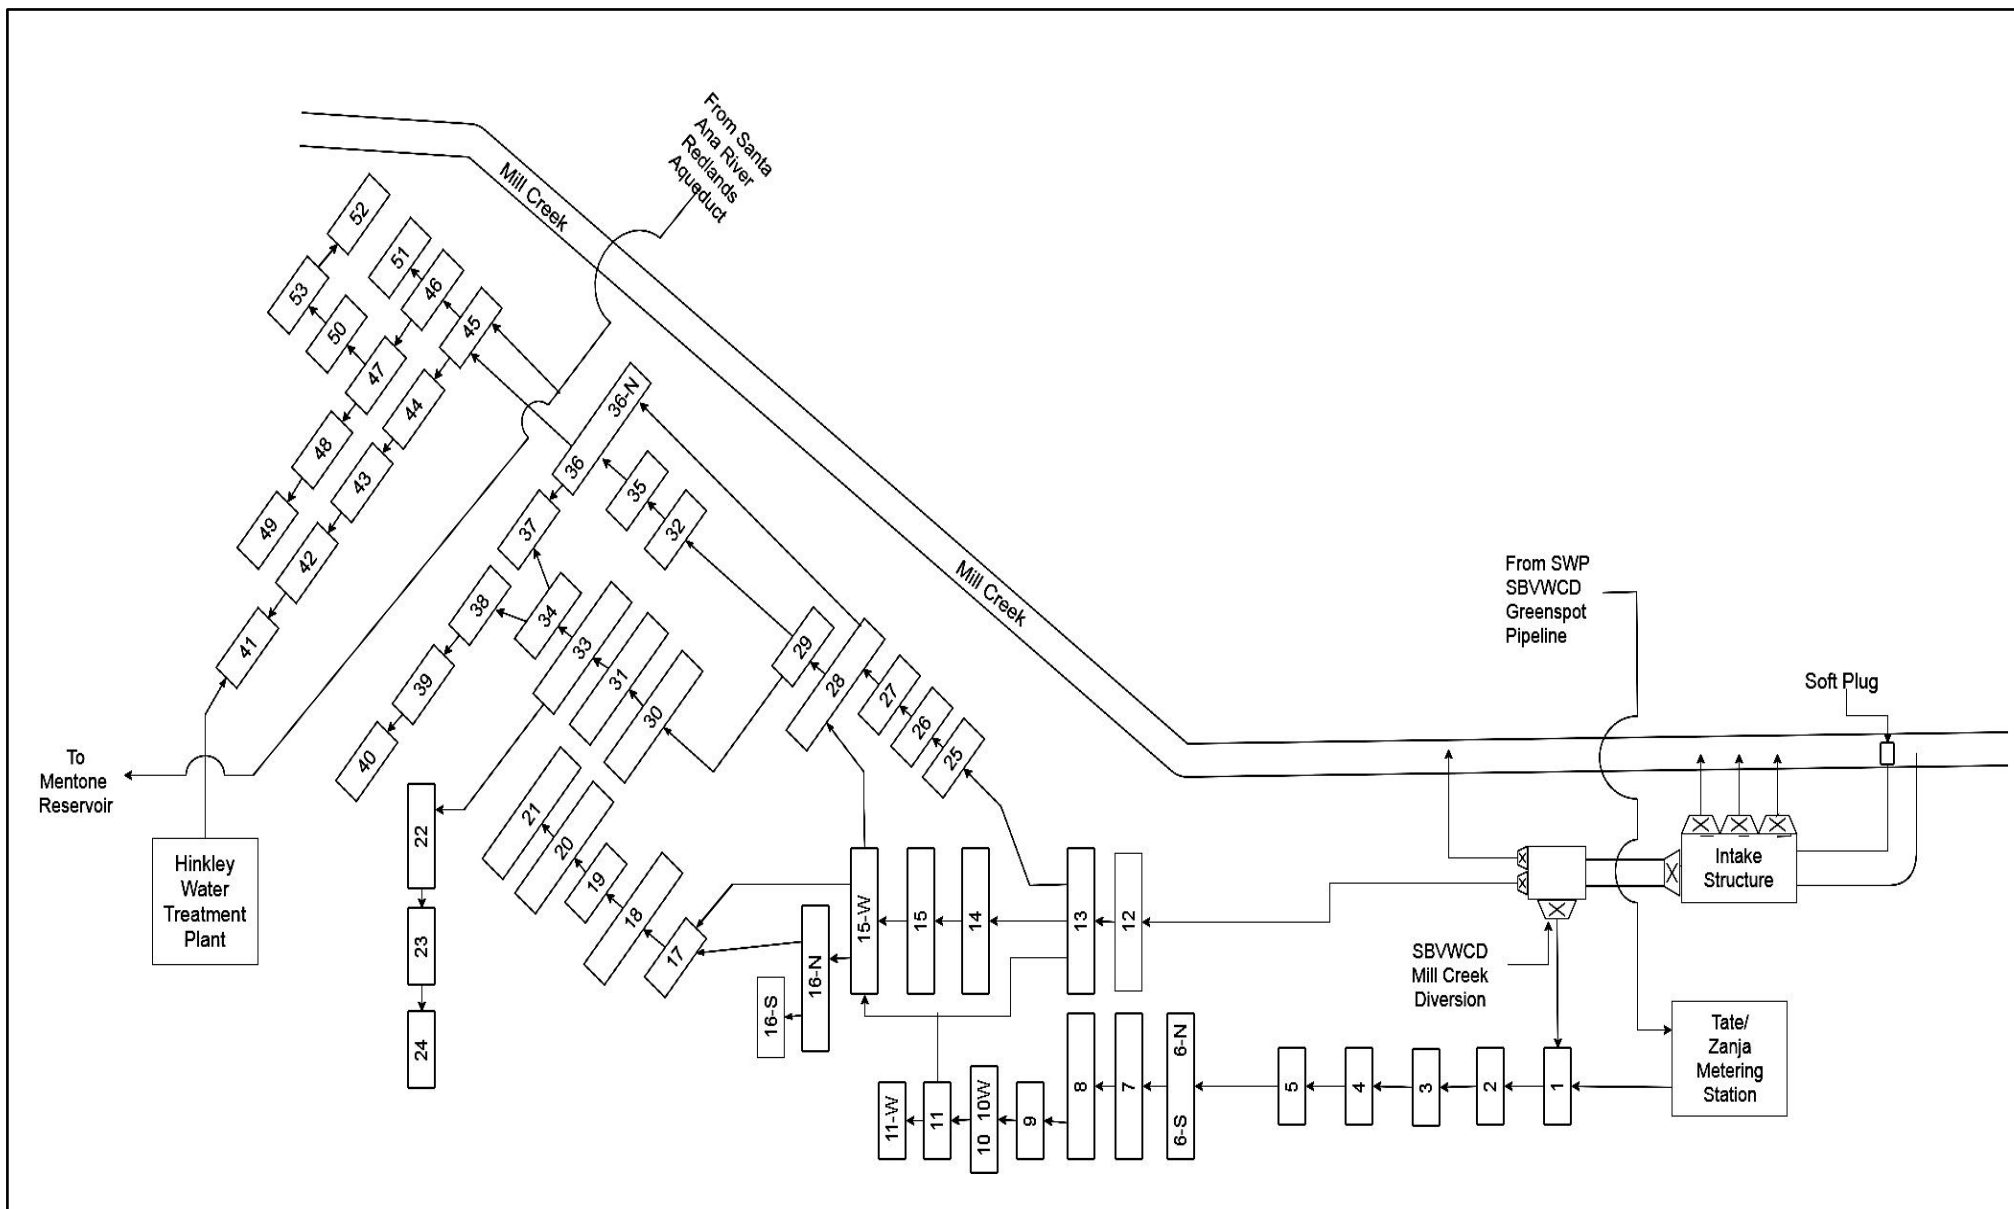 From Santa
Ana River
Redlands
Aqueduct
Mill Creek
52
51
53
46
50
45
47
36-N
44
36
48
35
43
37
32
49
42
38
34
33
29
41
31
28
39
30
27
26
40
25
21
22
20
19
18
17
23
24
Mill Creek
From SWP
SBVWCD
Greenspot
Pipeline
Soft Plug
To
Mentone
Reservoir
Hinkley
Water
Treatment
Plant
Intake
Structure
15-W
15
14
13
12
16-N
16-S
SBVWCD
Mill Creek
Diversion
Tate/
Zanja
Metering
Station
11-W
11
10 10W
9
8
7
6-S 6-N
5
4
3
2
1